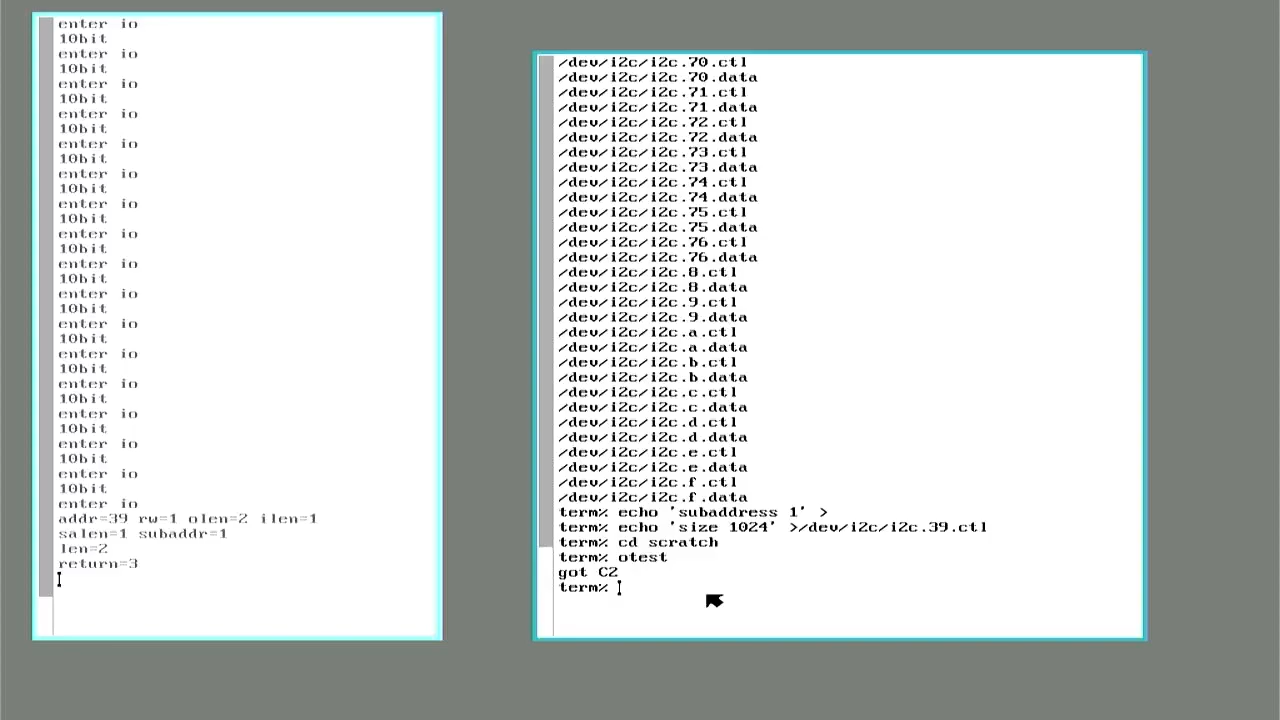 enter io
10bit
enter io
10bit
enter io
10bit
enter io
10bit
enter io
10bit
enter io
10bit
enter io
10bit
enter io
10bit
enter io
10bit
enter io
10bit
enter io
10bit
enter io
10bit
enter io
10bit
enter io
10bit
enter io
10bit
enter io
10bit
enter io
addr=39 rw=1 olen=2 ilen=1
salen=1 subaddr=1
len=2
return=3
/dev/i2c/i2c.70.ctl
/dev/i2c/i2c.70.data
/dev/i2c/i2c.71.ctl
/dev/i2c/i2c.71.data
/dev/i2c/i2c.72.ctl
/dev/i2c/i2c.72.data
/dev/i2c/i2c.73.ctl
/dev/i2c/i2c.73.data
/dev/i2c/i2c.74.ctl
/dev/i2c/i2c.74.data
/dev/i2c/i2c.75.ctl
/dev/i2c/i2c.75.data
/dev/i2c/i2c.76.ctl
/dev/i2c/i2c.76.data
/dev/i2c/i2c.8.ctl
/dev/i2c/i2c.8.data
/dev/i2c/i2c.9.ctl
/dev/i2c/i2c.9.data
/dev/i2c/i2c.a.ctl
/dev/i2c/i2c.a.data
/dev/i2c/i2c.b.ctl
/dev/i2c/i2c.b.data
/dev/i2c/i2c.c.ctl
/dev/i2c/i2c.c.data
/dev/i2c/i2c.d.ctl
/dev/i2c/i2c.d.data
/dev/i2c/i2c.e.ctl
/dev/i2c/i2c.e.data
/dev/i2c/i2c.f.ctl
/dev/i2c/i2c.f.data
term% echo 'subaddress 1' >
term% echo 'size 1024' >/dev/i2c/i2c.39.ctl
term% cd scratch
term% otest
got C2
term%